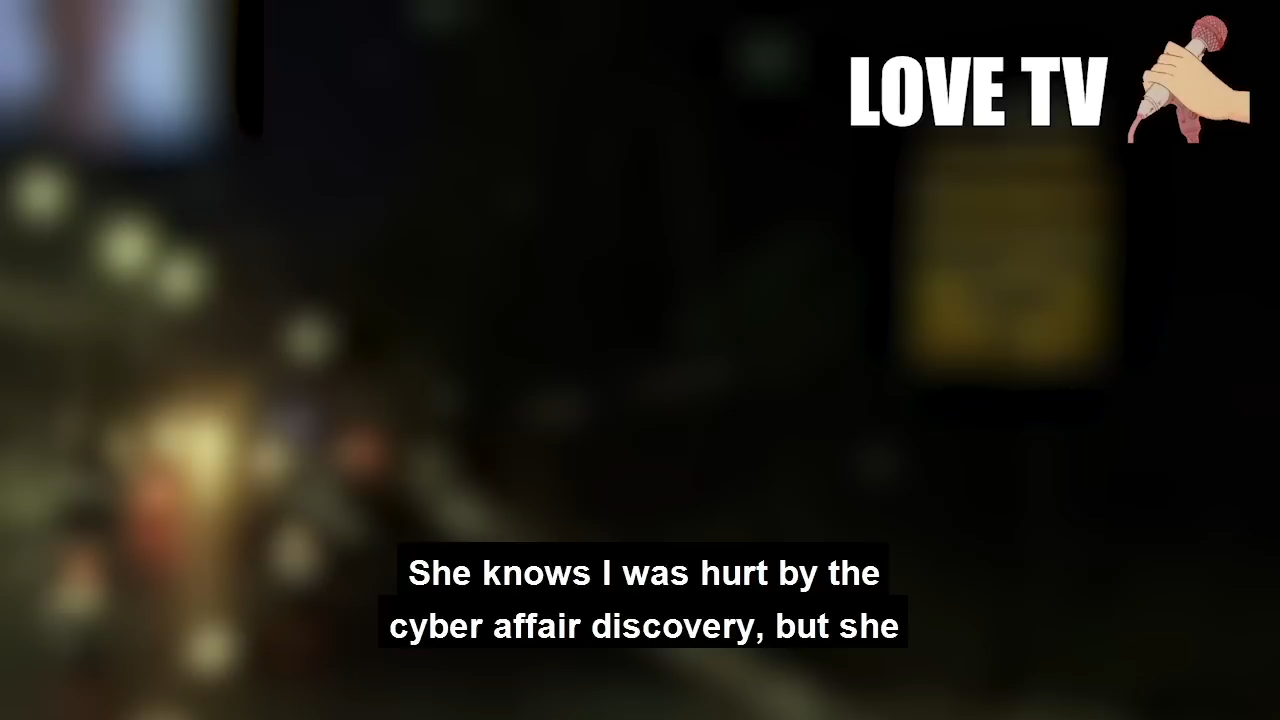 LOVE TV
She knows I was hurt by the
cyber affair discovery, but she